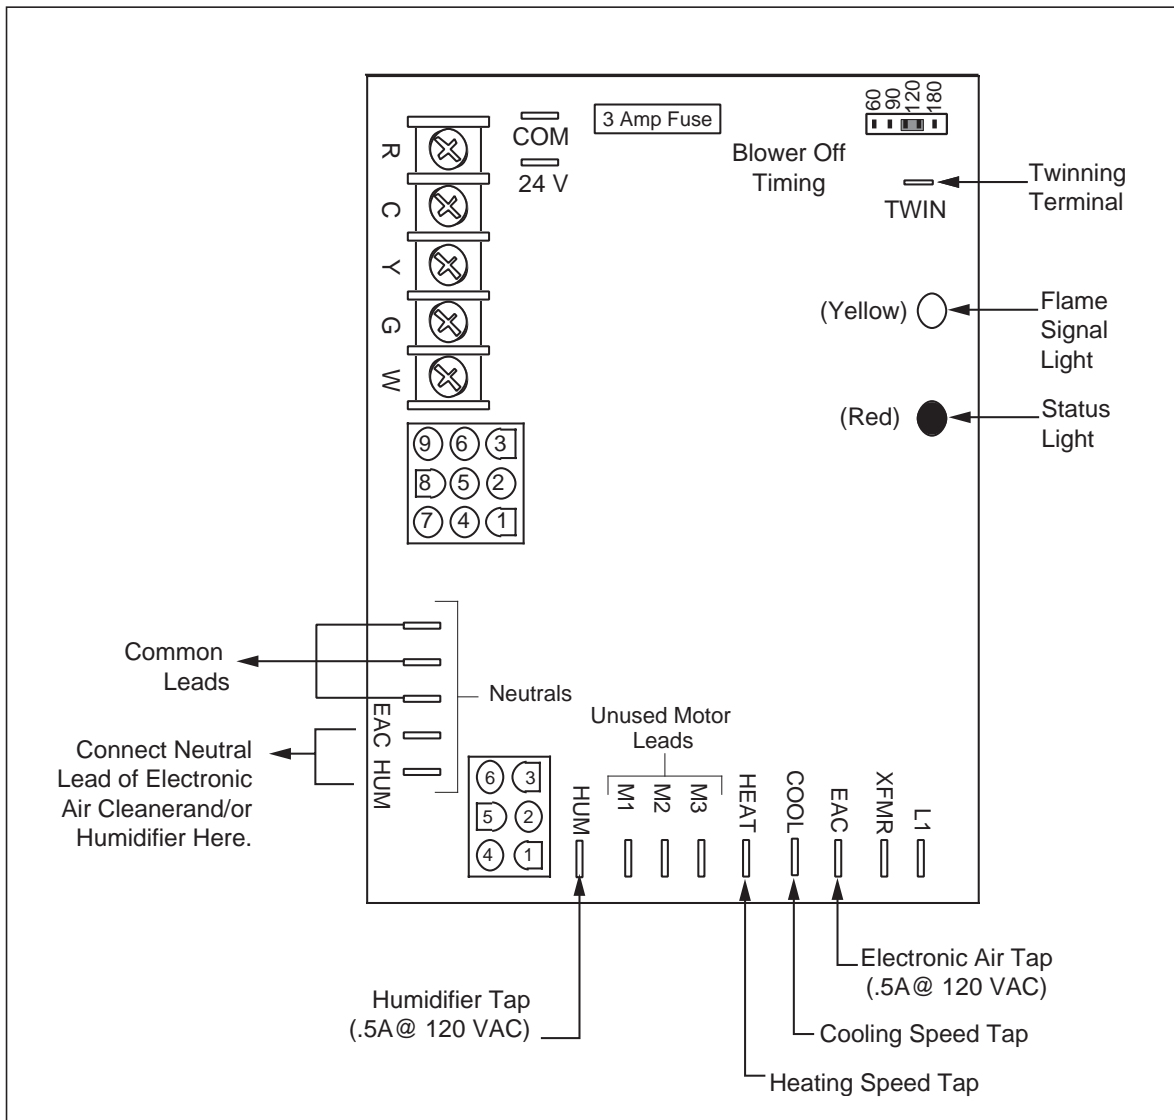 60
90
120
180
3 Amp Fuse
COM
24 V
Blower Off
Timing
TWIN
Twinning
Terminal
R
C
Y
G
W
(Yellow)
Flame
Signal
Light
(Red)
Status
Light
9 6 3
8 5 2
7 4 1
Common
Leads
Neutrals
EAC
HUM
Connect Neutral
Lead of Electronic
Air Cleanerand/or
Humidifier Here.
Unused Motor
Leads
6 3
5 2
4 1
HUM
M1
M2
M3
HEAT
COOL
EAC
XFMR
L1
Electronic Air Tap
(.5A@ 120 VAC)
Humidifier Tap
(.5A@ 120 VAC)
Cooling Speed Tap
Heating Speed Tap